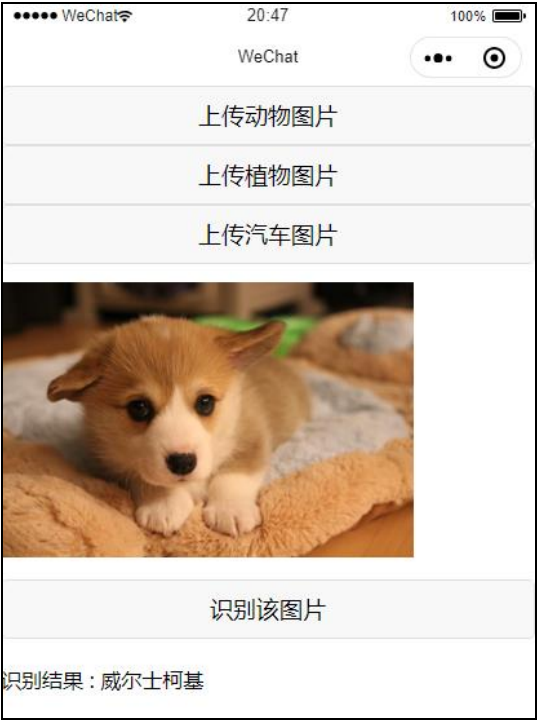 WeChat 20:47 100%
WeChat
上传动物图片
上传植物图片
上传汽车图片
识别该图片
识别结果 : 威尔士柯基